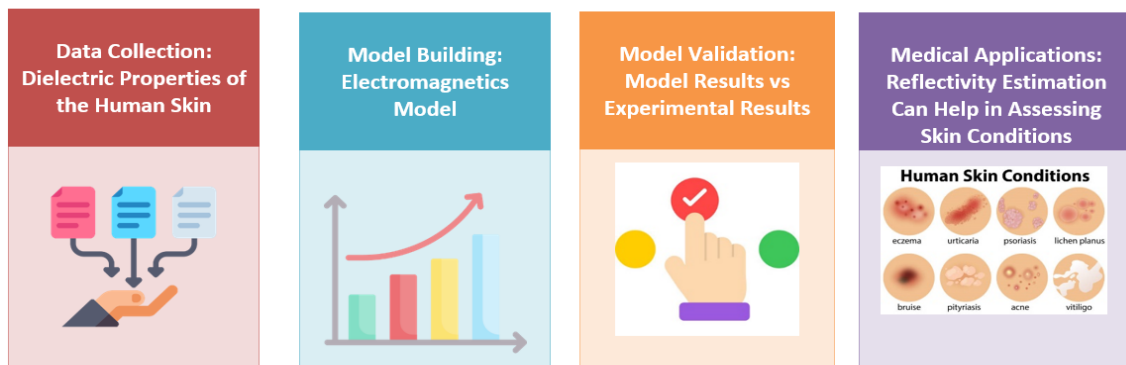 Data Collection:
Dielectric Properties of
the Human Skin
Model Building:
Electromagnetics
Model
Model Validation:
Model Results vs
Experimental Results
Medical Applications:
Reflectivity Estimation
Can Help in Assessing
Skin Conditions
Human Skin Conditions
eczema urticaria psoriasis lichen planus
bruise pityriasis acne vitiligo